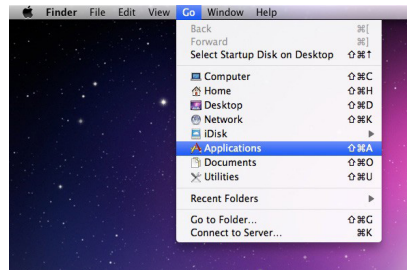 Finder File Edit View Go Window Help
Back ⌘[
Forward ⌘]
Select Startup Disk on Desktop ⇧⌘↑
Computer ⇧⌘C
Home ⇧⌘H
Desktop ⇧⌘D
Network ⇧⌘K
iDisk ▶
Applications ⇧⌘A
Documents ⇧⌘O
Utilities ⇧⌘U
Recent Folders ▶
Go to Folder... ⇧⌘G
Connect to Server... ⌘K